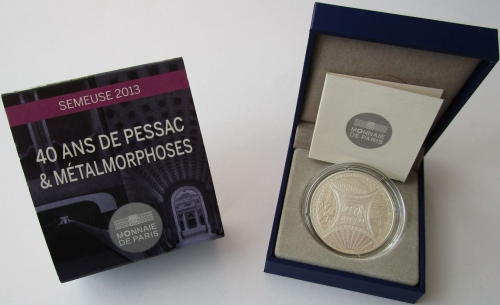 SEMEUSE 2013
40 ANS DE PESSAC
& MÉTALMORPHOSES
MONNAIE
DE PARIS
MONNAIE
DE PARIS